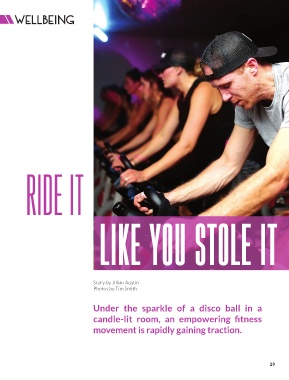 WELLBEING
RIDE IT
LIKE YOU STOLE IT
Story by Jillian Austin
Photos by Tim Smith
Under the sparkle of a disco ball in a
candle-lit room, an empowering fitness
movement is rapidly gaining traction.
29